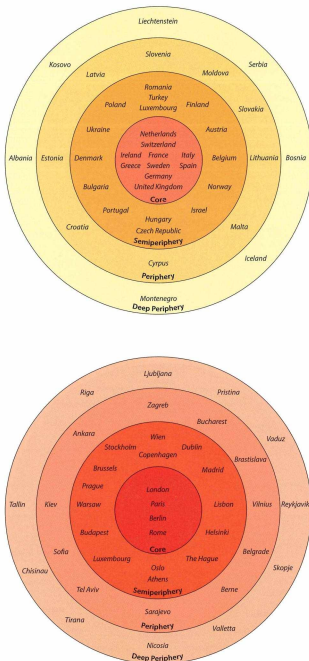 Liechtenstein
Kosovo
Serbia
Slovenia
Latvia
Moldova
Romania
Turkey
Luxembourg
Poland
Finland
Slovakia
Ukraine
Netherlands
Austria
Switzerland
Albania
Estonia
Denmark
Ireland France Italy
Greece Sweden Spain
Belgium
Lithuania
Bosnia
Germany
Bulgaria
United Kingdom
Norway
Core
Portugal
Israel
Hungary
Czech Republic
Croatia
Semiperiphery
Malta
Cyrpus
Iceland
Periphery
Montenegro
Deep Periphery
Ljubljana
Riga
Pristina
Zagreb
Bucharest
Vaduz
Ankara
Wien
Stockholm
Dublin
Copenhagen
Brastislava
Brussels
Madrid
Prague
London
Tallin
Kiev
Warsaw
Paris
Lisbon
Vilnius
Reykjavik
Berlin
Budapest
Rome
Helsinki
Sofia
Core
Belgrade
Luxembourg
The Hague
Chisinau
Oslo
Skopje
Athens
Tel Aviv
Semiperiphery
Berne
Sarajevo
Tirana
Periphery
Valletta
Nicosia
Deep Periphery